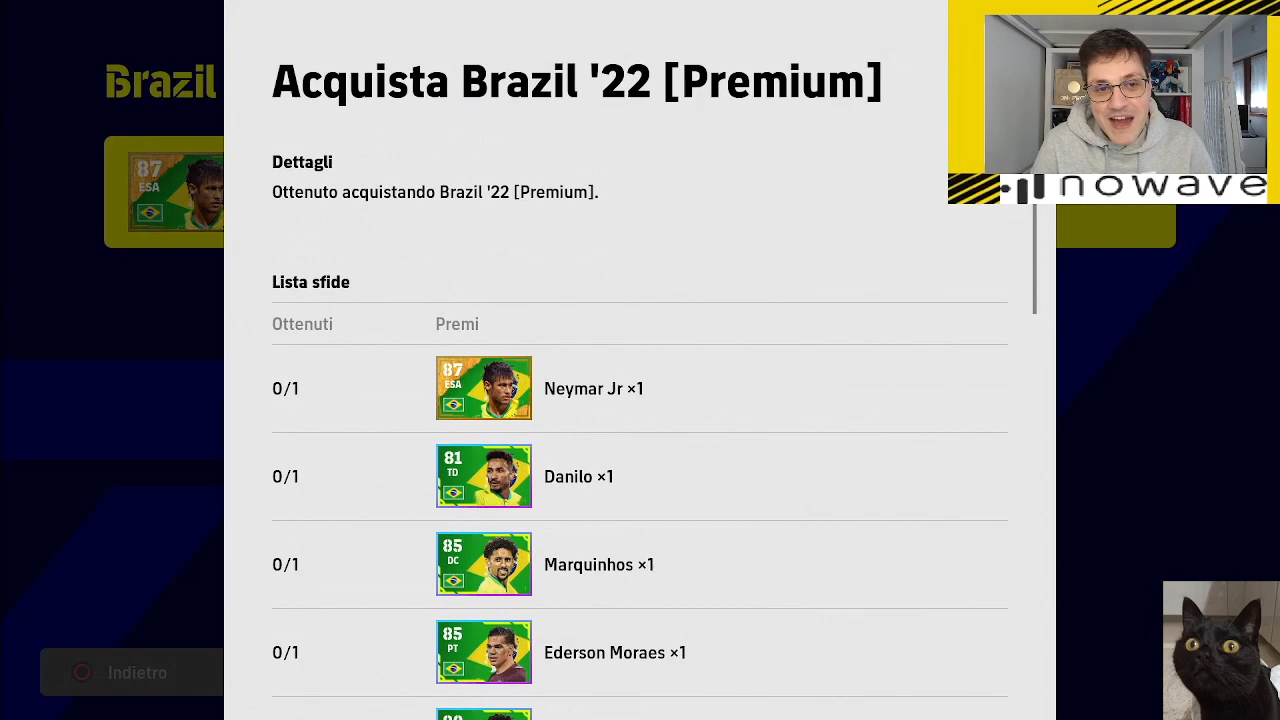 Brazil
Acquista Brazil '22 [Premium]
nowave
Dettagli
Ottenuto acquistando Brazil '22 [Premium].
87
ESA
Lista sfide
Ottenuti Premi
0/1 87 ESA Neymar Jr ×1
0/1 81 TD Danilo ×1
0/1 85 DC Marquinhos ×1
0/1 85 PT Ederson Moraes ×1
Indietro